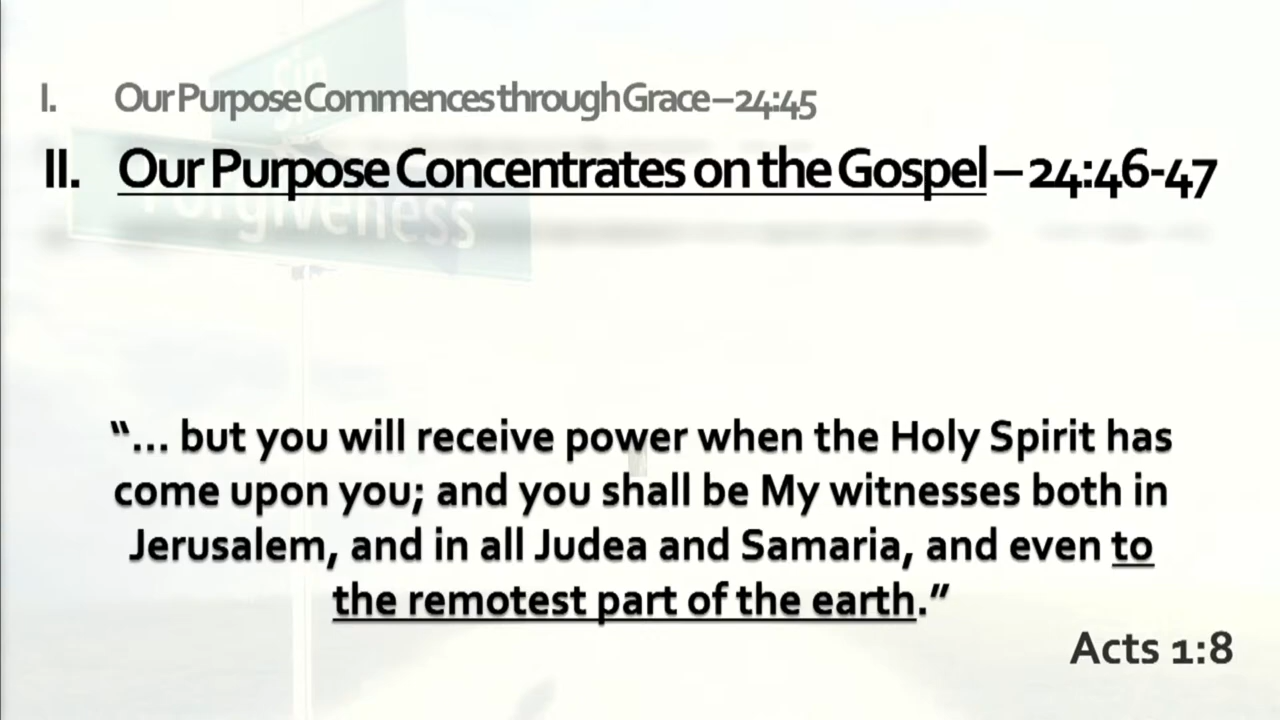 Sin
I. Our Purpose Commences through Grace – 24:45
II. Our Purpose Concentrates on the Gospel – 24:46-47
Forgiveness
“… but you will receive power when the Holy Spirit has
come upon you; and you shall be My witnesses both in
Jerusalem, and in all Judea and Samaria, and even to
the remotest part of the earth.”
Acts 1:8